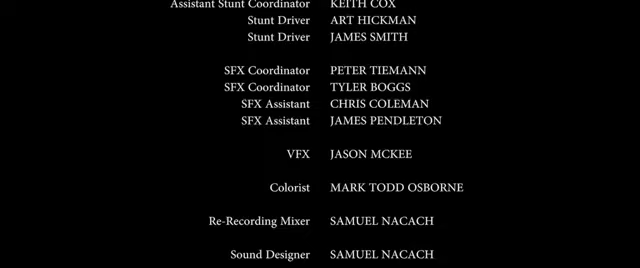 Assistant Stunt Coordinator KEITH COX
Stunt Driver ART HICKMAN
Stunt Driver JAMES SMITH
SFX Coordinator PETER TIEMANN
SFX Coordinator TYLER BOGGS
SFX Assistant CHRIS COLEMAN
SFX Assistant JAMES PENDLETON
VFX JASON MCKEE
Colorist MARK TODD OSBORNE
Re-Recording Mixer SAMUEL NACACH
Sound Designer SAMUEL NACACH